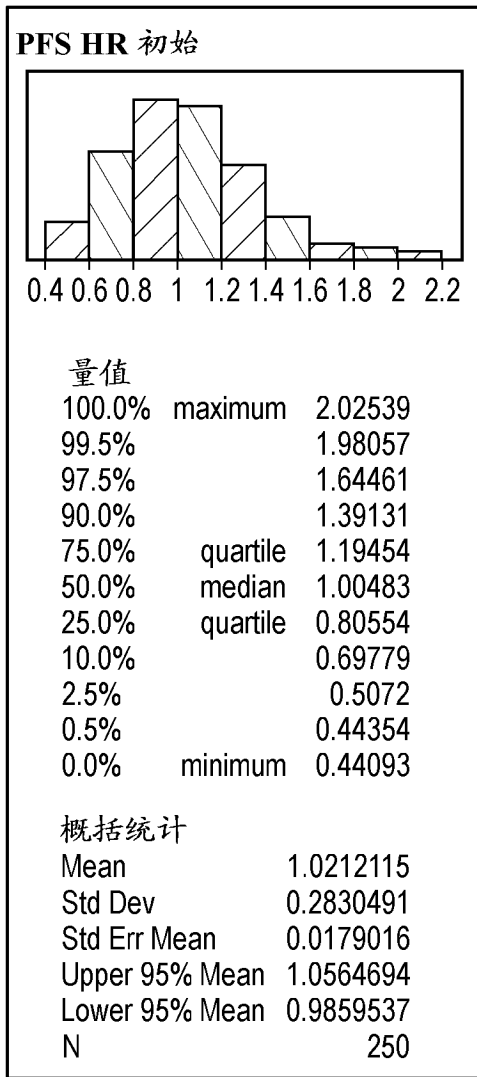 PFS HR 初始
0.4 0.6 0.8 1 1.2 1.4 1.6 1.8 2 2.2
量值
100.0% maximum 2.02539
99.5% 1.98057
97.5% 1.64461
90.0% 1.39131
75.0% quartile 1.19454
50.0% median 1.00483
25.0% quartile 0.80554
10.0% 0.69779
2.5% 0.5072
0.5% 0.44354
0.0% minimum 0.44093
概括统计
Mean 1.0212115
Std Dev 0.2830491
Std Err Mean 0.0179016
Upper 95% Mean 1.0564694
Lower 95% Mean 0.9859537
N 250